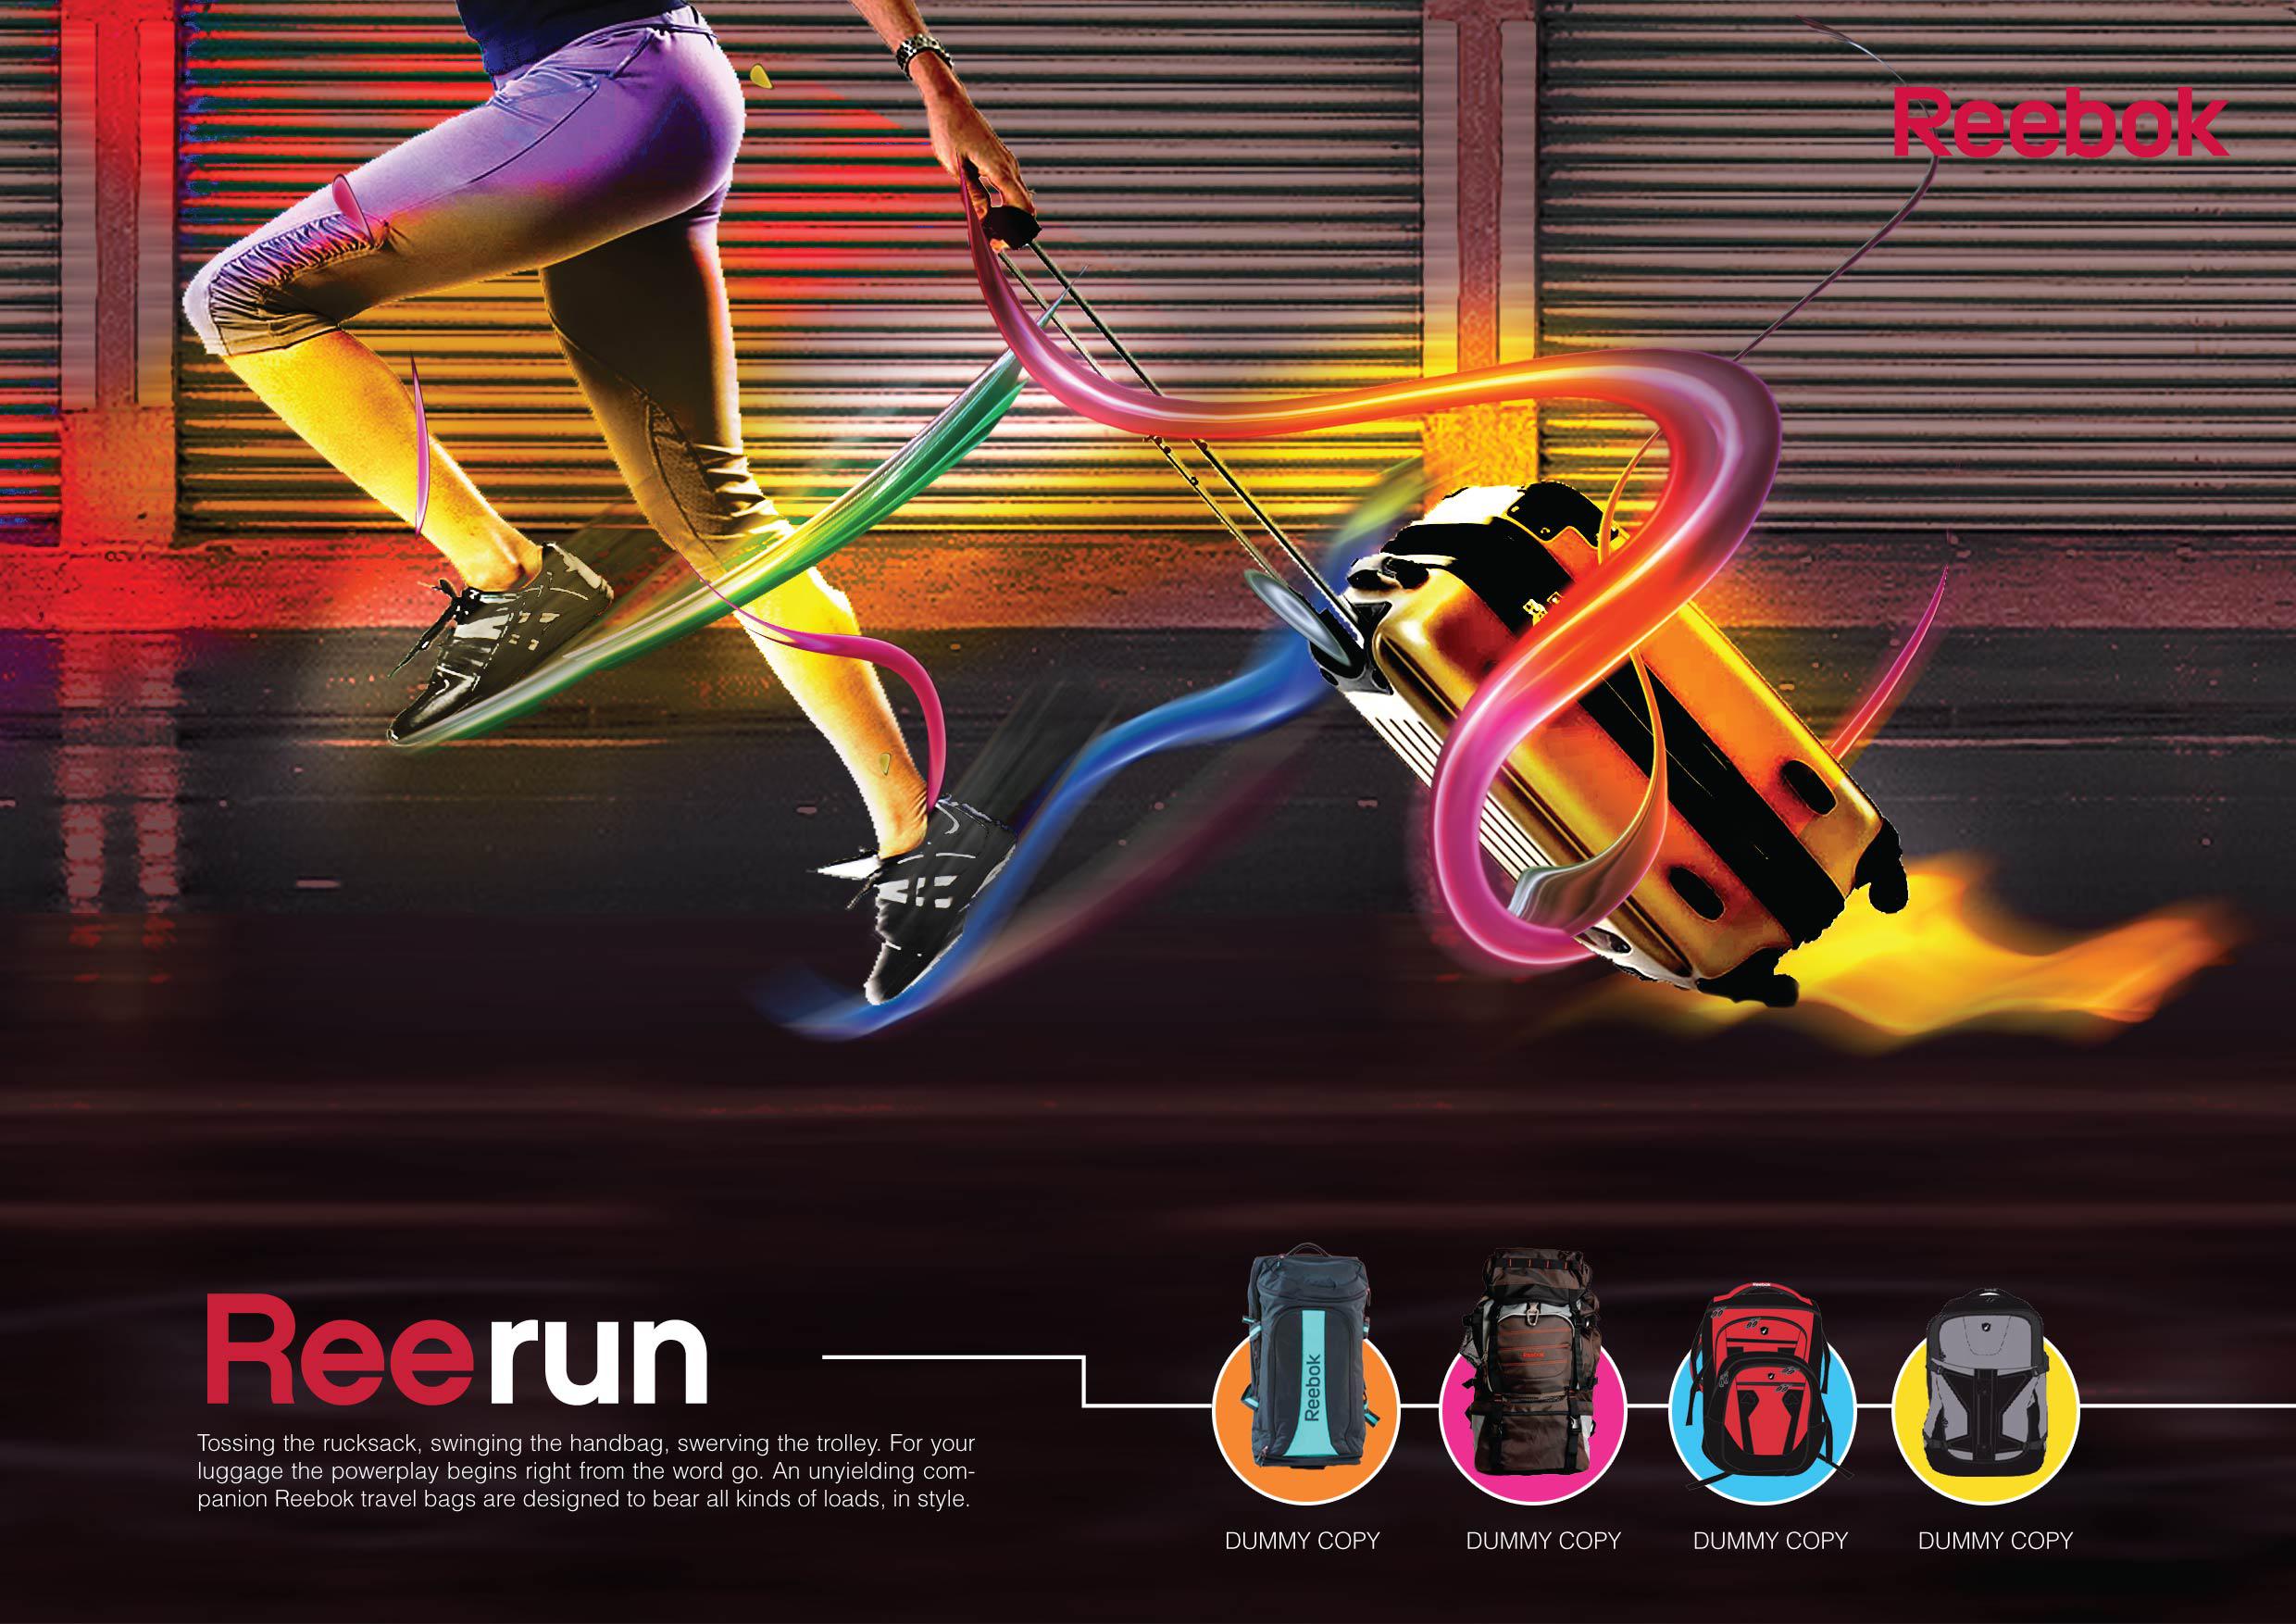 Reebok
Reerun
Tossing the rucksack, swinging the handbag, swerving the trolley. For your
luggage the powerplay begins right from the word go. An unyielding com-
panion Reebok travel bags are designed to bear all kinds of loads, in style.
Reebok
DUMMY COPY
DUMMY COPY
DUMMY COPY
DUMMY COPY